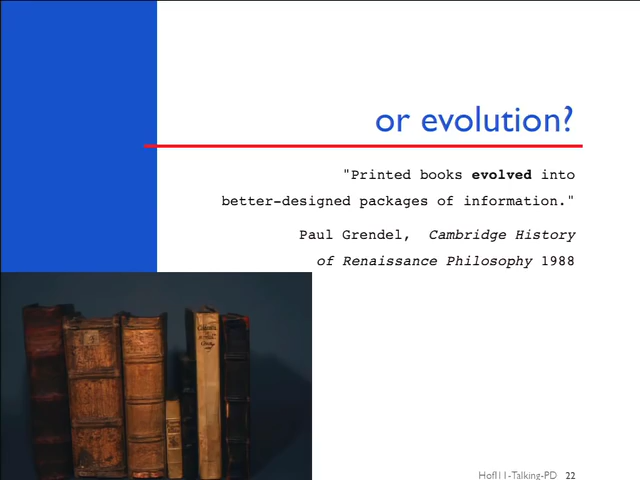 or evolution?
"Printed books evolved into
better-designed packages of information."
Paul Grendel, Cambridge History
of Renaissance Philosophy 1988
Hofl11-Talking-PD 22